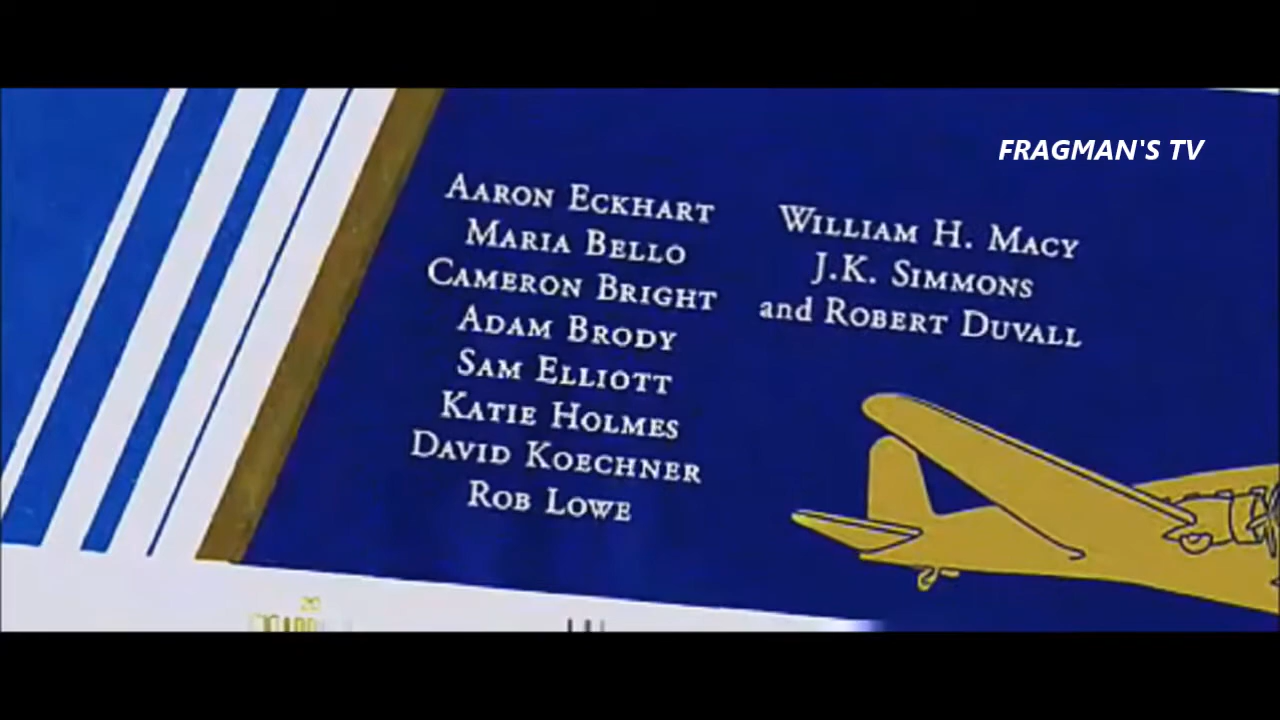 FRAGMAN'S TV
AARON ECKHART
MARIA BELLO
CAMERON BRIGHT
ADAM BRODY
SAM ELLIOTT
KATIE HOLMES
DAVID KOECHNER
ROB LOWE
WILLIAM H. MACY
J.K. SIMMONS
and ROBERT DUVALL
20